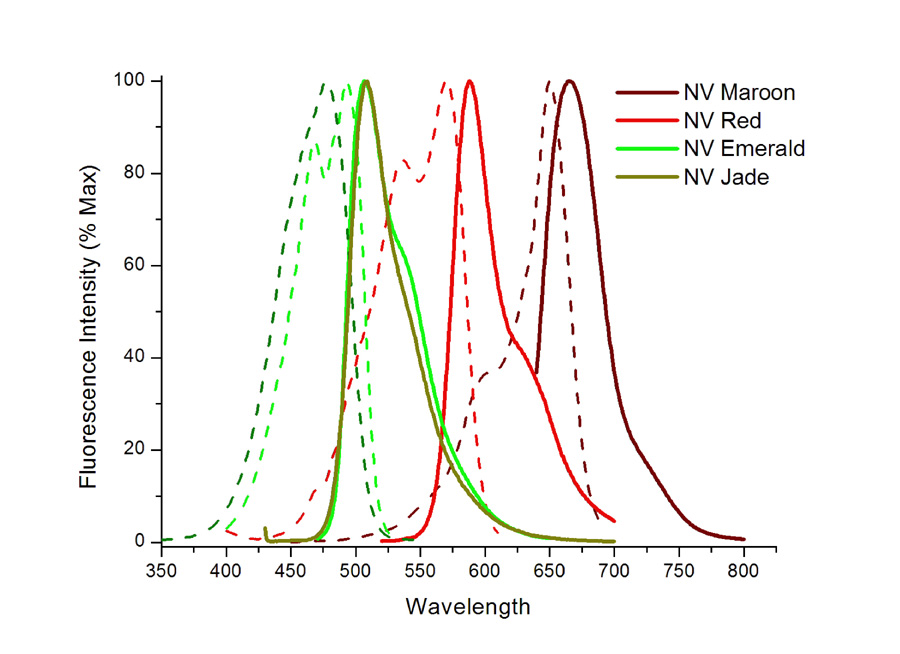 Fluorescence Intensity (% Max)
100
80
60
40
20
0
NV Maroon
NV Red
NV Emerald
NV Jade
350 400 450 500 550 600 650 700 750 800
Wavelength